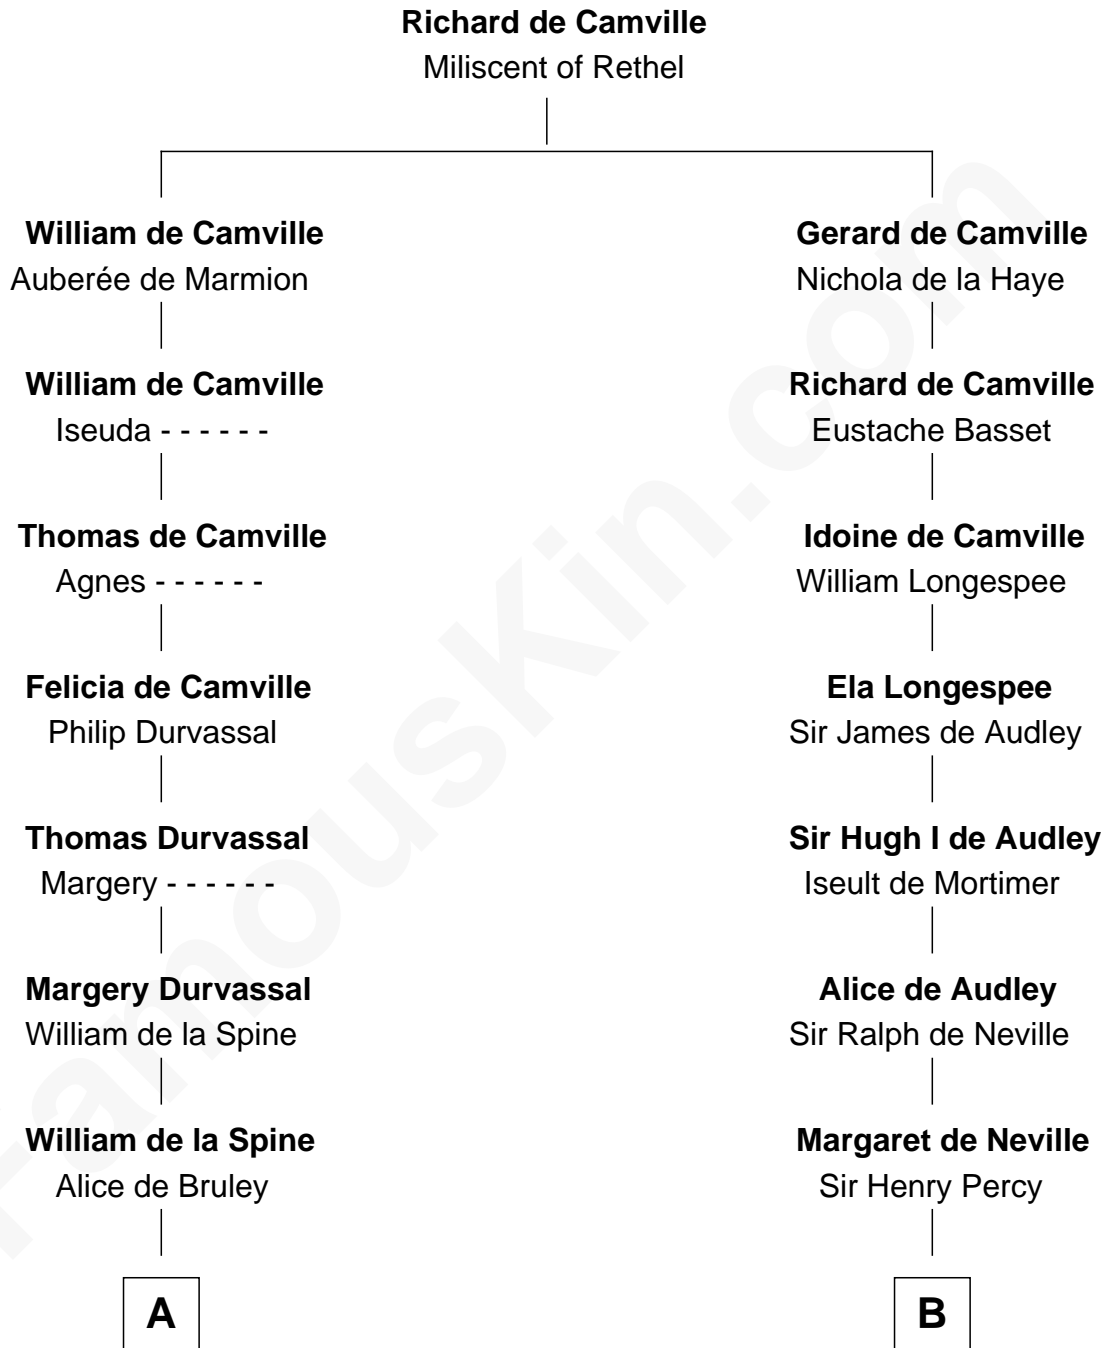 Richard de Camville
Miliscent of Rethel
William de Camville
Auberée de Marmion
Gerard de Camville
Nichola de la Haye
William de Camville
Iseuda - - - - - -
Richard de Camville
Eustache Basset
Thomas de Camville
Agnes - - - - - -
Idoine de Camville
William Longespee
Felicia de Camville
Philip Durvassal
Ela Longespee
Sir James de Audley
Thomas Durvassal
Margery - - - - - -
Sir Hugh I de Audley
Iseult de Mortimer
Margery Durvassal
William de la Spine
Alice de Audley
Sir Ralph de Neville
William de la Spine
Alice de Bruley
Margaret de Neville
Sir Henry Percy
A
B
FamousKin.com